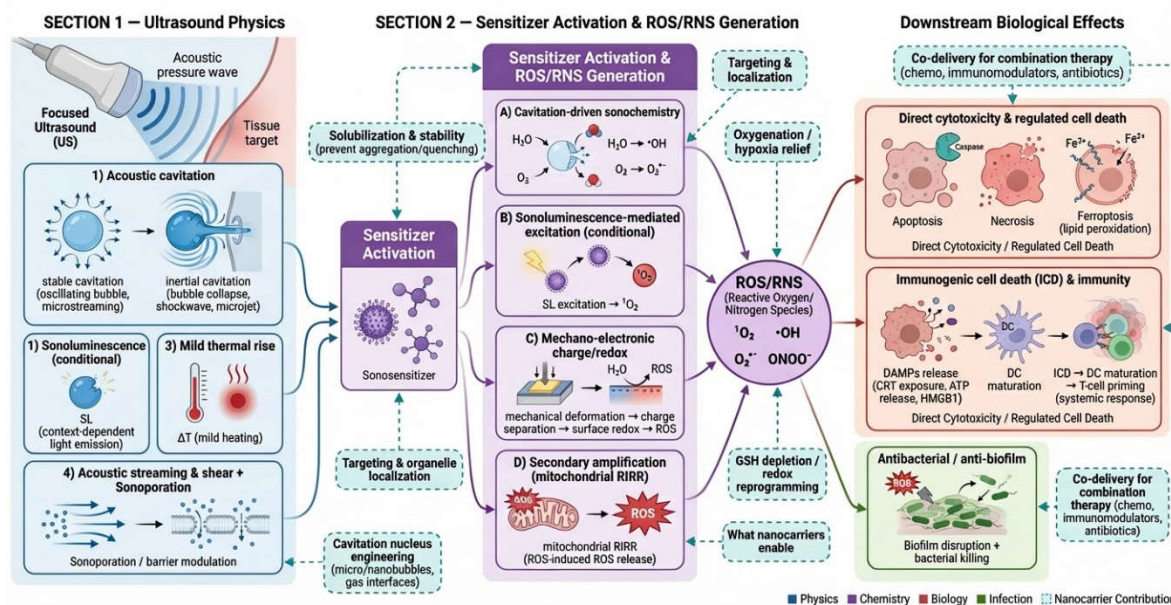 SECTION 1 — Ultrasound Physics
Acoustic
pressure wave
Focused
Ultrasound
(US)
Tissue
target
1) Acoustic cavitation
stable cavitation
(oscillating bubble,
microstreaming)
inertial cavitation
(bubble collapse,
shockwave, microjet)
1) Sonoluminescence
(conditional)
SL
(context-dependent
light emission)
3) Mild thermal rise
ΔT (mild heating)
4) Acoustic streaming & shear +
Sonoporation
Sonoporation / barrier modulation
SECTION 2 — Sensitizer Activation & ROS/RNS Generation
Solubilization & stability
(prevent aggregation/quenching)
Sensitizer
Activation
Sonosensitizer
Targeting & organelle
localization
Cavitation nucleus
engineering
(micro/nanobubbles,
gas interfaces)
Sensitizer Activation &
ROS/RNS Generation
A) Cavitation-driven sonochemistry
H₂O
O₃
H₂O → •OH
O₂ → O₃•⁻
B) Sonoluminescence-mediated
excitation (conditional)
¹O₂
SL excitation → ¹O₂
C) Mechano-electronic
charge/redox
H₂O
ROS
mechanical deformation → charge
separation → surface redox → ROS
D) Secondary amplification
(mitochondrial RIRR)
ROS
mitochondrial RIRR
(ROS-induced ROS release)
Targeting &
localization
Oxygenation /
hypoxia relief
ROS/RNS
(Reactive Oxygen/
Nitrogen Species)
¹O₂ •OH
O₂•⁻ ONOO⁻
GSH depletion /
redox
reprogramming
What nanocarriers
enable
Downstream Biological Effects
Co-delivery for combination therapy
(chemo, immunomodulators, antibiotics)
Direct cytotoxicity & regulated cell death
Caspase
Fe²⁺
Fe²⁺
Apoptosis
Necrosis
Ferroptosis
(lipid peroxidation)
Direct Cytotoxicity / Regulated Cell Death
Immunogenic cell death (ICD) & immunity
DC
DAMPs release
(CRT exposure, ATP
release, HMGB1)
DC
maturation
ICD → DC maturation
→ T-cell priming
(systemic response)
Direct Cytotoxicity / Regulated Cell Death
Antibacterial / anti-biofilm
ROS
Biofilm disruption +
bacterial killing
Co-delivery for
combination
therapy (chemo,
immunomodulators,
antibiotica)
Physics
Chemistry
Biology
Infection
Nanocarrier Contribution